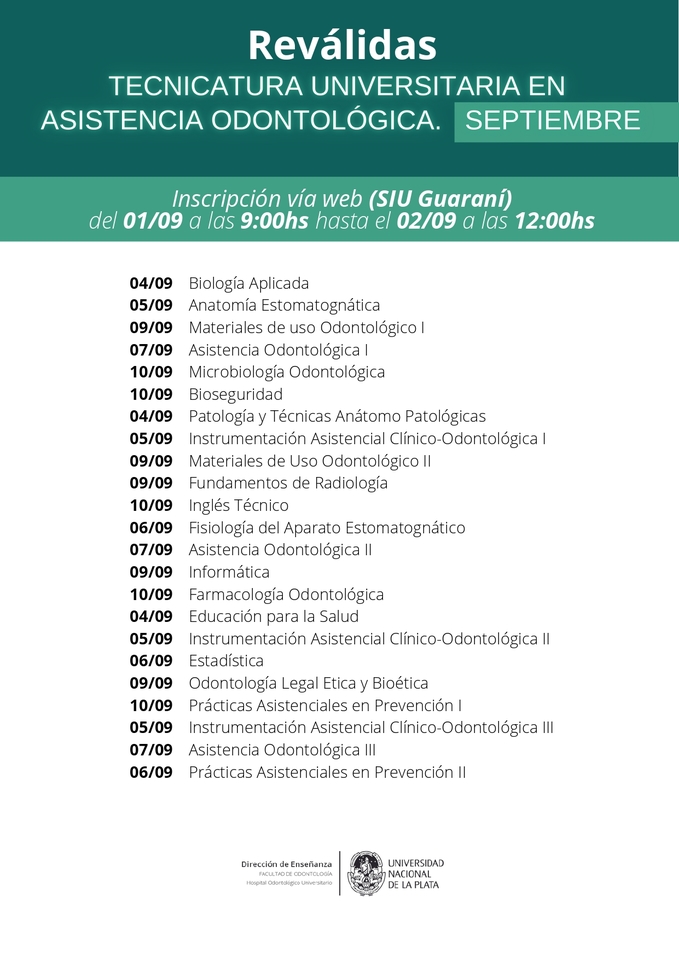 Reválidas
TECNICATURA UNIVERSITARIA EN
ASISTENCIA ODONTOLÓGICA. SEPTIEMBRE
Inscripción vía web (SIU Guaraní)
del 01/09 a las 9:00hs hasta el 02/09 a las 12:00hs
04/09 Biología Aplicada
05/09 Anatomía Estomatognática
09/09 Materiales de uso Odontológico I
07/09 Asistencia Odontológica I
10/09 Microbiología Odontológica
10/09 Bioseguridad
04/09 Patología y Técnicas Anátomo Patológicas
05/09 Instrumentación Asistencial Clínico-Odontológica I
09/09 Materiales de Uso Odontológico II
09/09 Fundamentos de Radiología
10/09 Inglés Técnico
06/09 Fisiología del Aparato Estomatognático
07/09 Asistencia Odontológica II
09/09 Informática
10/09 Farmacología Odontológica
04/09 Educación para la Salud
05/09 Instrumentación Asistencial Clínico-Odontológica II
06/09 Estadística
09/09 Odontología Legal Etica y Bioética
10/09 Prácticas Asistenciales en Prevención I
05/09 Instrumentación Asistencial Clínico-Odontológica III
07/09 Asistencia Odontológica III
06/09 Prácticas Asistenciales en Prevención II
Dirección de Enseñanza
FACULTAD DE ODONTOLOGÍA
Hospital Odontológico Universitario
UNIVERSIDAD
NACIONAL
DE LA PLATA